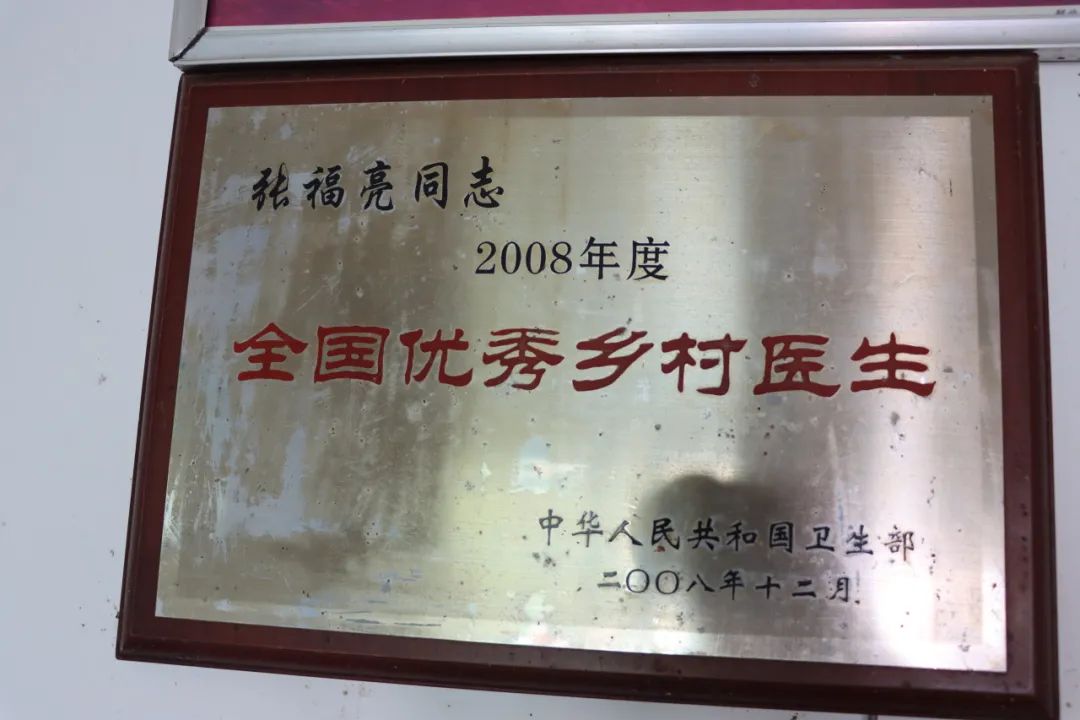 张福亮同志
2008年度
全国优秀乡村医生
中华人民共和国卫生部
二〇〇八年十二月